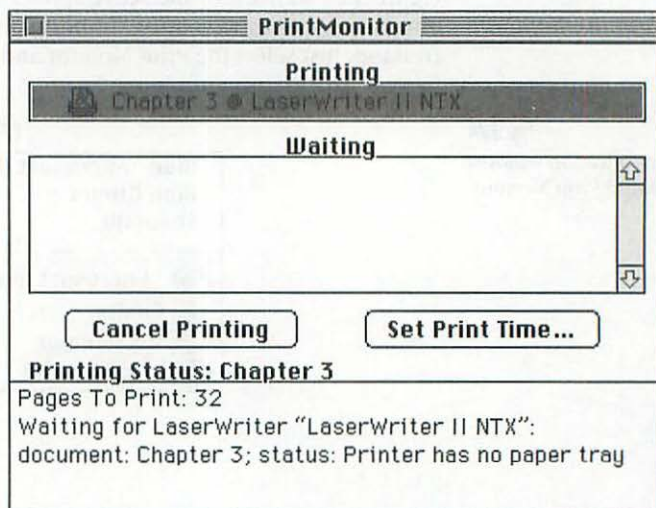 PrintMonitor
Printing
Chapter 3 @ LaserWriter II NTX
Waiting
Cancel Printing
Set Print Time...
Printing Status: Chapter 3
Pages To Print: 32
Waiting for LaserWriter “LaserWriter II NTX”:
document: Chapter 3; status: Printer has no paper tray